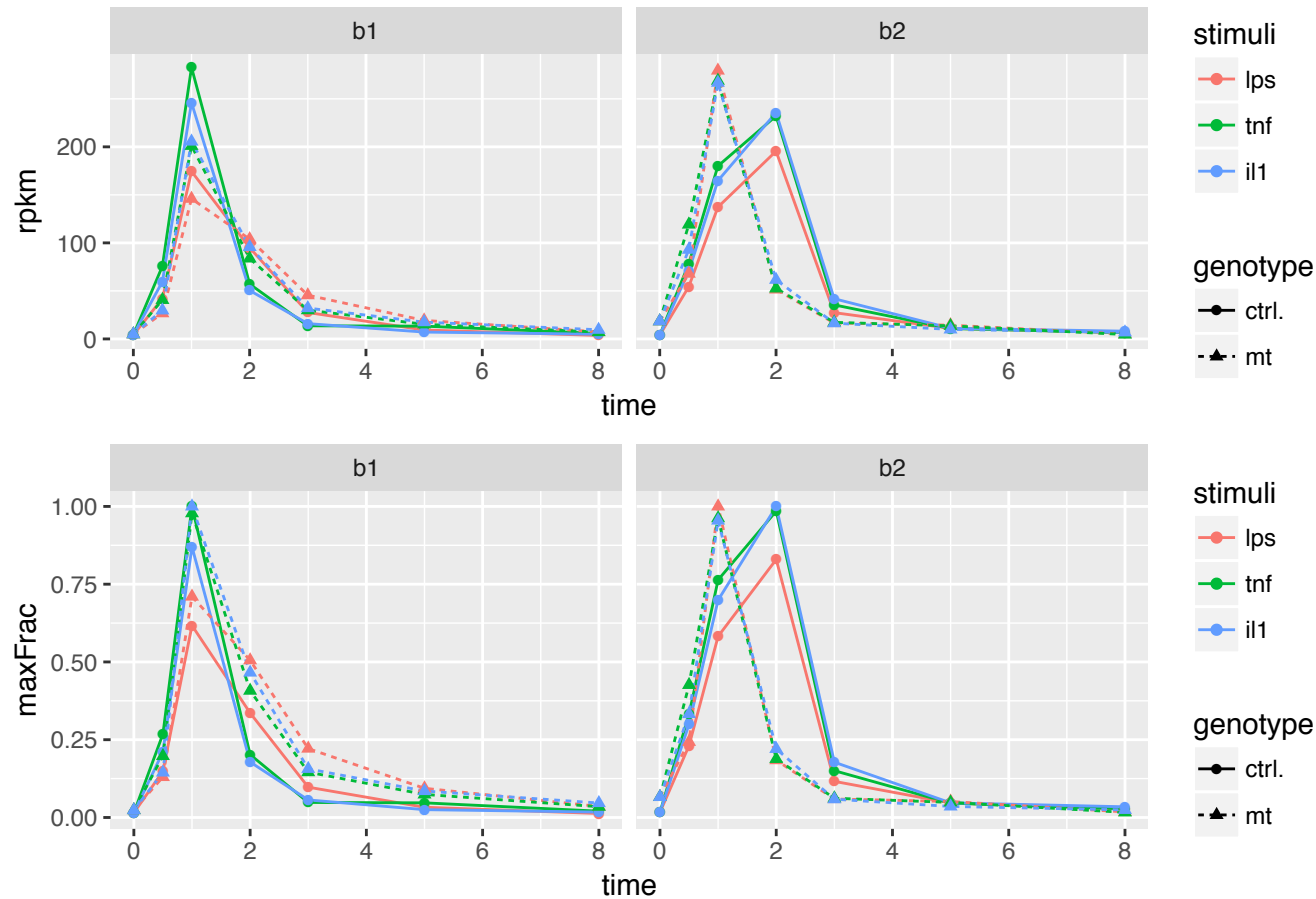 b1 b2
rpkm
200
100
0
0 2 4 6 8 0 2 4 6 8
time
stimuli
lps
tnf
il1
genotype
ctrl.
mt
b1 b2
maxFrac
1.00
0.75
0.50
0.25
0.00
0 2 4 6 8 0 2 4 6 8
time
stimuli
lps
tnf
il1
genotype
ctrl.
mt